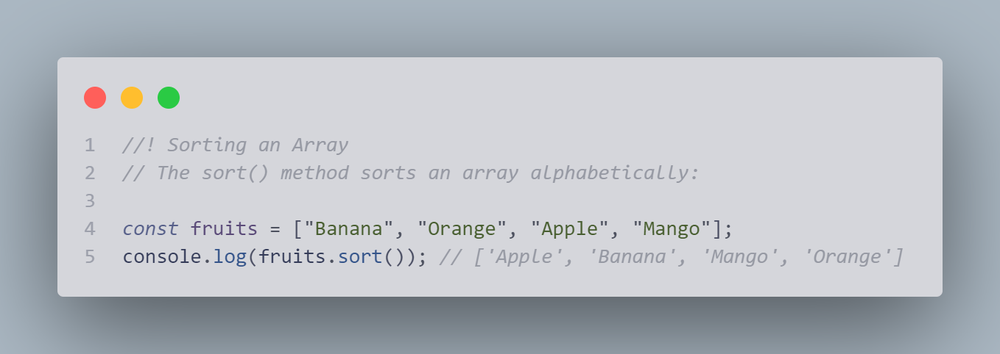 1 //! Sorting an Array
2 // The sort() method sorts an array alphabetically:
3
4 const fruits = ["Banana", "Orange", "Apple", "Mango"];
5 console.log(fruits.sort()); // ['Apple', 'Banana', 'Mango', 'Orange']